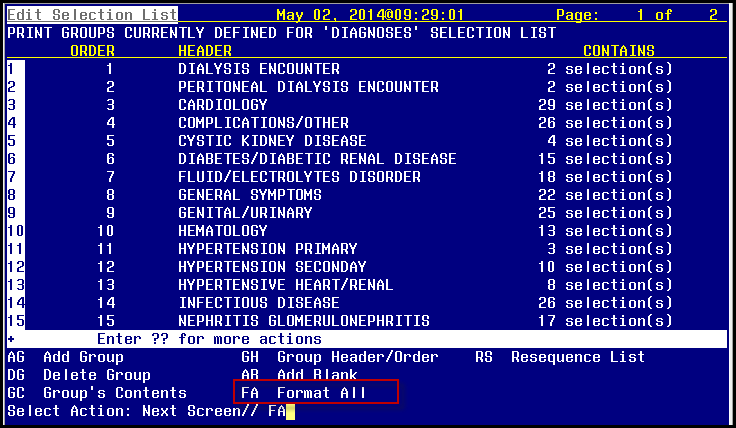 Edit Selection List May 02, 2014@09:29:01 Page: 1 of 2
PRINT GROUPS CURRENTLY DEFINED FOR 'DIAGNOSES' SELECTION LIST
ORDER HEADER CONTAINS
1 1 DIALYSIS ENCOUNTER 2 selection(s)
2 2 PERITONEAL DIALYSIS ENCOUNTER 2 selection(s)
3 3 CARDIOLOGY 29 selection(s)
4 4 COMPLICATIONS/OTHER 26 selection(s)
5 5 CYSTIC KIDNEY DISEASE 4 selection(s)
6 6 DIABETES/DIABETIC RENAL DISEASE 15 selection(s)
7 7 FLUID/ELECTROLYTES DISORDER 18 selection(s)
8 8 GENERAL SYMPTOMS 22 selection(s)
9 9 GENITAL/URINARY 25 selection(s)
10 10 HEMATOLOGY 13 selection(s)
11 11 HYPERTENSION PRIMARY 3 selection(s)
12 12 HYPERTENSION SECONDAY 10 selection(s)
13 13 HYPERTENSIVE HEART/RENAL 8 selection(s)
14 14 INFECTIOUS DISEASE 26 selection(s)
15 15 NEPHRITIS GLOMERULONEPHRITIS 17 selection(s)
+ Enter ?? for more actions
AG Add Group GH Group Header/Order RS Resequence List
DG Delete Group AB Add Blank
GC Group's Contents FA Format All
Select Action: Next Screen// FA